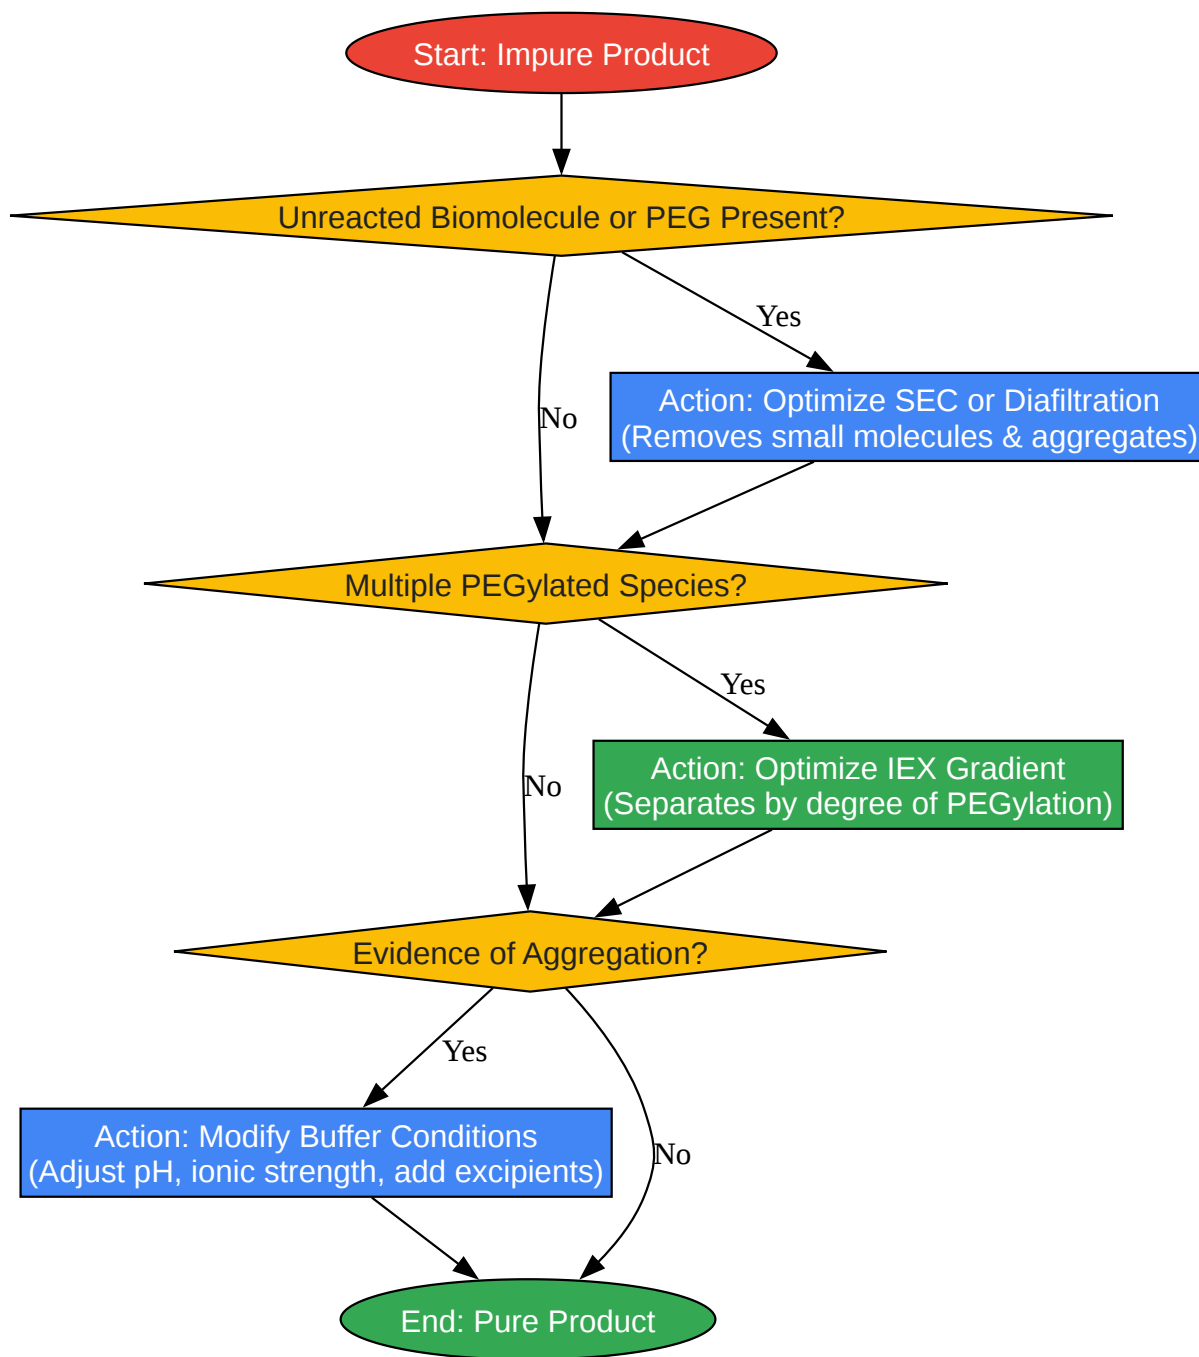 Start: Impure Product
Unreacted Biomolecule or PEG Present?
Yes
No
Action: Optimize SEC or Diafiltration
(Removes small molecules & aggregates)
Multiple PEGylated Species?
Yes
No
Action: Optimize IEX Gradient
(Separates by degree of PEGylation)
Evidence of Aggregation?
Yes
No
Action: Modify Buffer Conditions
(Adjust pH, ionic strength, add excipients)
End: Pure Product